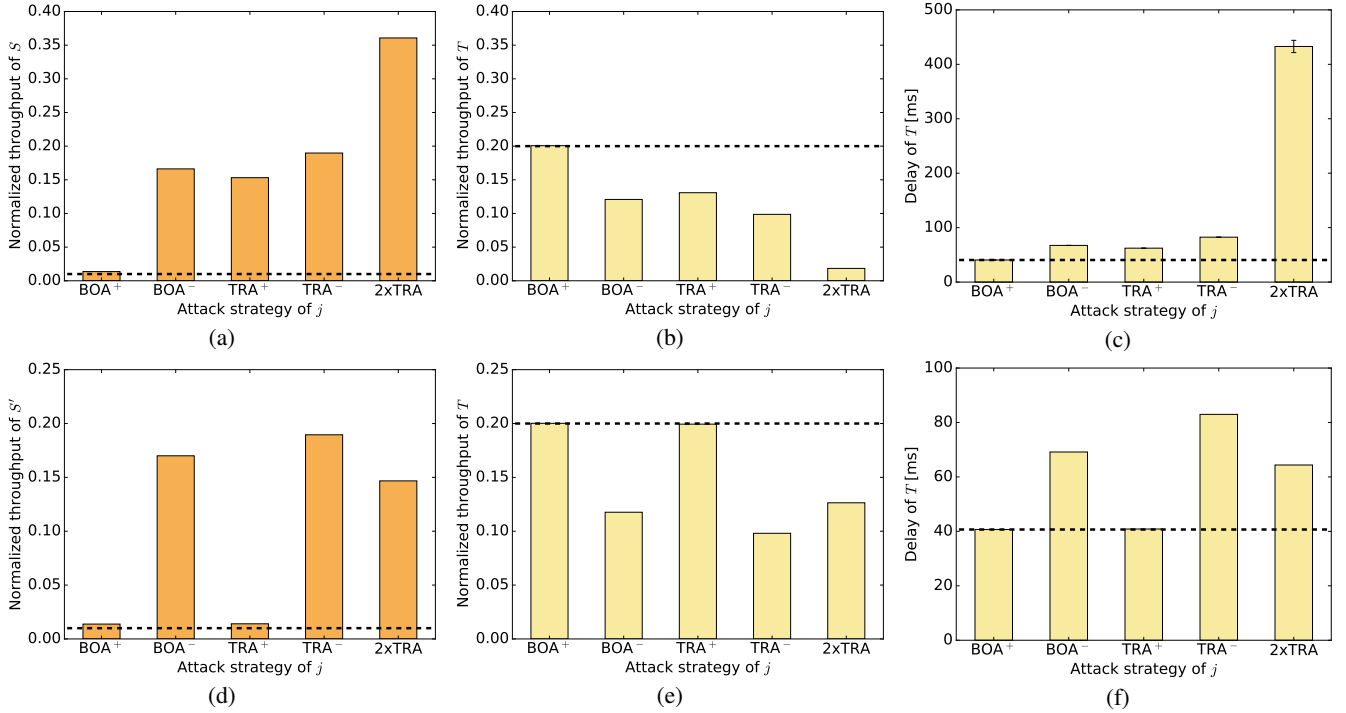 0.40
0.35
0.30
0.25
0.20
0.15
0.10
0.05
0.00
Normalized throughput of S
BOA⁺ BOA⁻ TRA⁺ TRA⁻ 2xTRA
Attack strategy of j
(a)
0.40
0.35
0.30
0.25
0.20
0.15
0.10
0.05
0.00
Normalized throughput of T
BOA⁺ BOA⁻ TRA⁺ TRA⁻ 2xTRA
Attack strategy of j
(b)
500
400
300
200
100
0
Delay of T [ms]
BOA⁺ BOA⁻ TRA⁺ TRA⁻ 2xTRA
Attack strategy of j
(c)
0.25
0.20
0.15
0.10
0.05
0.00
Normalized throughput of S′
BOA⁺ BOA⁻ TRA⁺ TRA⁻ 2xTRA
Attack strategy of j
(d)
0.25
0.20
0.15
0.10
0.05
0.00
Normalized throughput of T
BOA⁺ BOA⁻ TRA⁺ TRA⁻ 2xTRA
Attack strategy of j
(e)
100
80
60
40
20
0
Delay of T [ms]
BOA⁺ BOA⁻ TRA⁺ TRA⁻ 2xTRA
Attack strategy of j
(f)